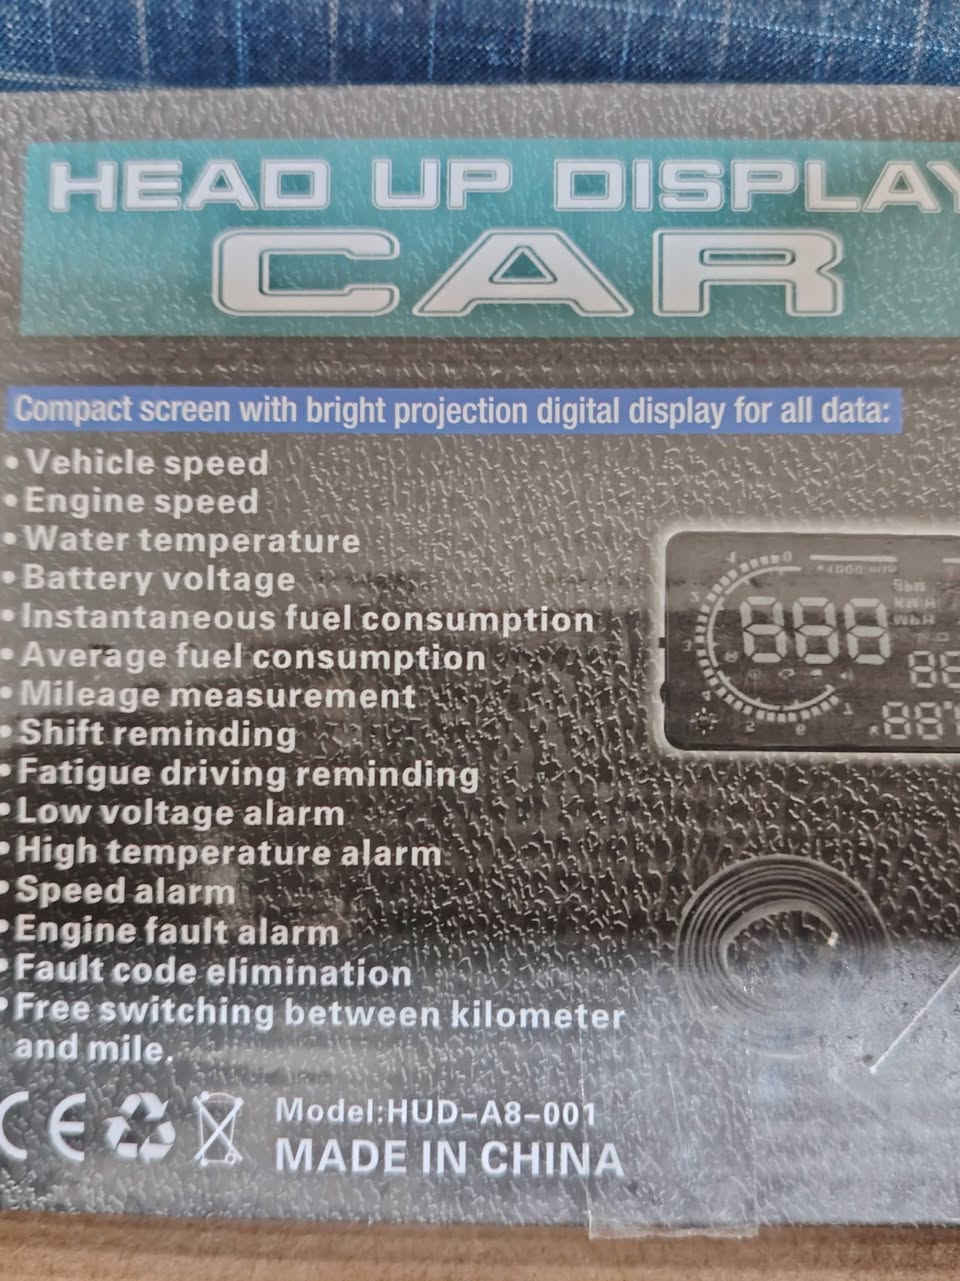 HEAD UP DISPLAY
CAR
Compact screen with bright projection digital display for all data:
• Vehicle speed
• Engine speed
• Water temperature
• Battery voltage
• Instantaneous fuel consumption
• Average fuel consumption
• Mileage measurement
• Shift reminding
• Fatigue driving reminding
• Low voltage alarm
• High temperature alarm
• Speed alarm
• Engine fault alarm
• Fault code elimination
• Free switching between kilometer
and mile.
CE
Model:HUD-A8-001
MADE IN CHINA
888